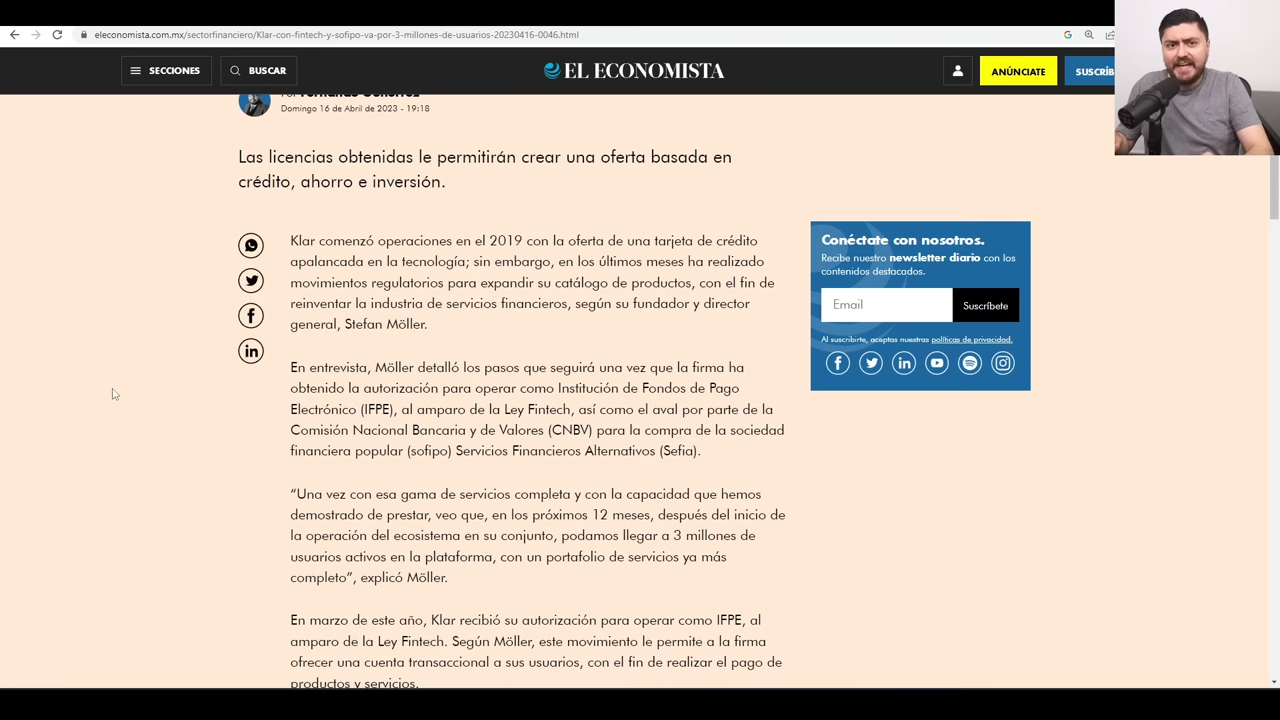 eleconomista.com.mx/sectorfinanciero/Klar-con-fintech-y-sofipo-va-por-3-millones-de-usuarios-20230416-0046.html
SECCIONES
BUSCAR
EL ECONOMISTA
ANÚNCIATE
SUSCRÍB
Domingo 16 de Abril de 2023 - 19:18
Las licencias obtenidas le permitirán crear una oferta basada en
crédito, ahorro e inversión.
Klar comenzó operaciones en el 2019 con la oferta de una tarjeta de crédito
apalancada en la tecnología; sin embargo, en los últimos meses ha realizado
movimientos regulatorios para expandir su catálogo de productos, con el fin de
reinventar la industria de servicios financieros, según su fundador y director
general, Stefan Möller.
En entrevista, Möller detalló los pasos que seguirá una vez que la firma ha
obtenido la autorización para operar como Institución de Fondos de Pago
Electrónico (IFPE), al amparo de la Ley Fintech, así como el aval por parte de la
Comisión Nacional Bancaria y de Valores (CNBV) para la compra de la sociedad
financiera popular (sofipo) Servicios Financieros Alternativos (Sefia).
“Una vez con esa gama de servicios completa y con la capacidad que hemos
demostrado de prestar, veo que, en los próximos 12 meses, después del inicio de
la operación del ecosistema en su conjunto, podamos llegar a 3 millones de
usuarios activos en la plataforma, con un portafolio de servicios ya más
completo”, explicó Möller.
En marzo de este año, Klar recibió su autorización para operar como IFPE, al
amparo de la Ley Fintech. Según Möller, este movimiento le permite a la firma
ofrecer una cuenta transaccional a sus usuarios, con el fin de realizar el pago de
productos y servicios.
Conéctate con nosotros.
Recibe nuestro newsletter diario con los
contenidos destacados.
Email
Suscríbete
Al suscribirte, aceptas nuestras políticas de privacidad.